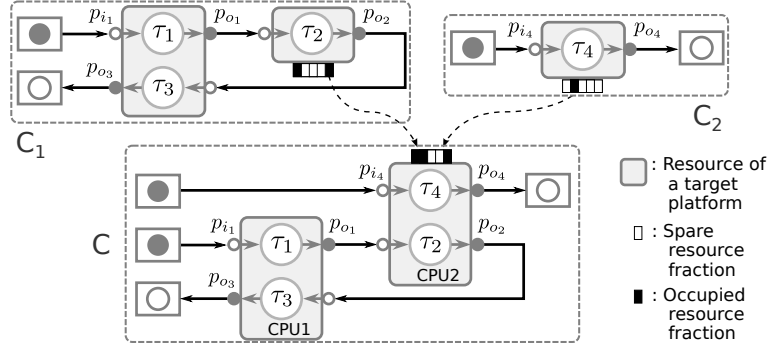 p_{i_1} τ_1 p_{o_1} τ_2 p_{o_2}
p_{o_3} τ_3
C_1
p_{i_4} τ_4 p_{o_4}
C_2
p_{i_4} τ_4 p_{o_4}
C
p_{i_1} τ_1 p_{o_1} τ_2 p_{o_2}
CPU2
p_{o_3} τ_3
CPU1
: Resource of
a target
platform
: Spare
resource
fraction
: Occupied
resource
fraction